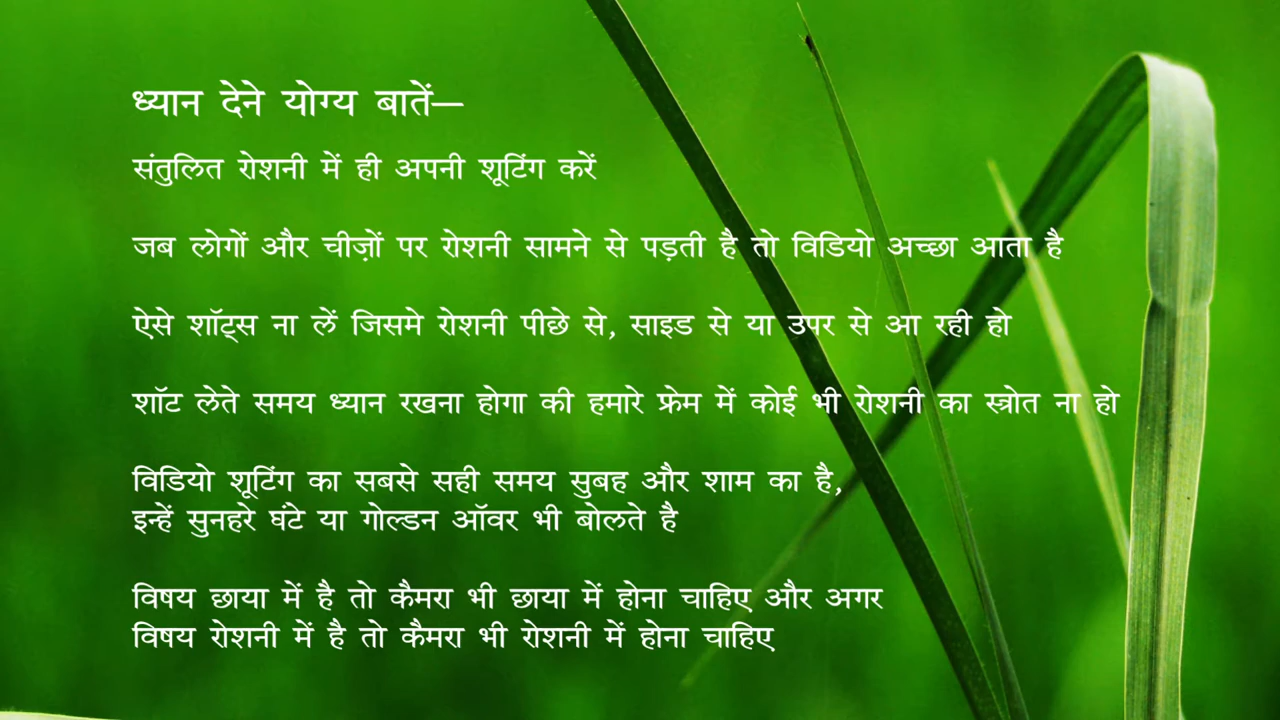 ध्यान देने योग्य बातें—
संतुलित रोशनी में ही अपनी शूटिंग करें
जब लोगों और चीज़ों पर रोशनी सामने से पड़ती है तो विडियो अच्छा आता है
ऐसे शॉट्स ना लें जिसमे रोशनी पीछे से, साइड से या उपर से आ रही हो
शॉट लेते समय ध्यान रखना होगा की हमारे फ्रेम में कोई भी रोशनी का स्त्रोत ना हो
विडियो शूटिंग का सबसे सही समय सुबह और शाम का है,
इन्हें सुनहरे घंटे या गोल्डन ऑवर भी बोलते है
विषय छाया में है तो कैमरा भी छाया में होना चाहिए और अगर
विषय रोशनी में है तो कैमरा भी रोशनी में होना चाहिए